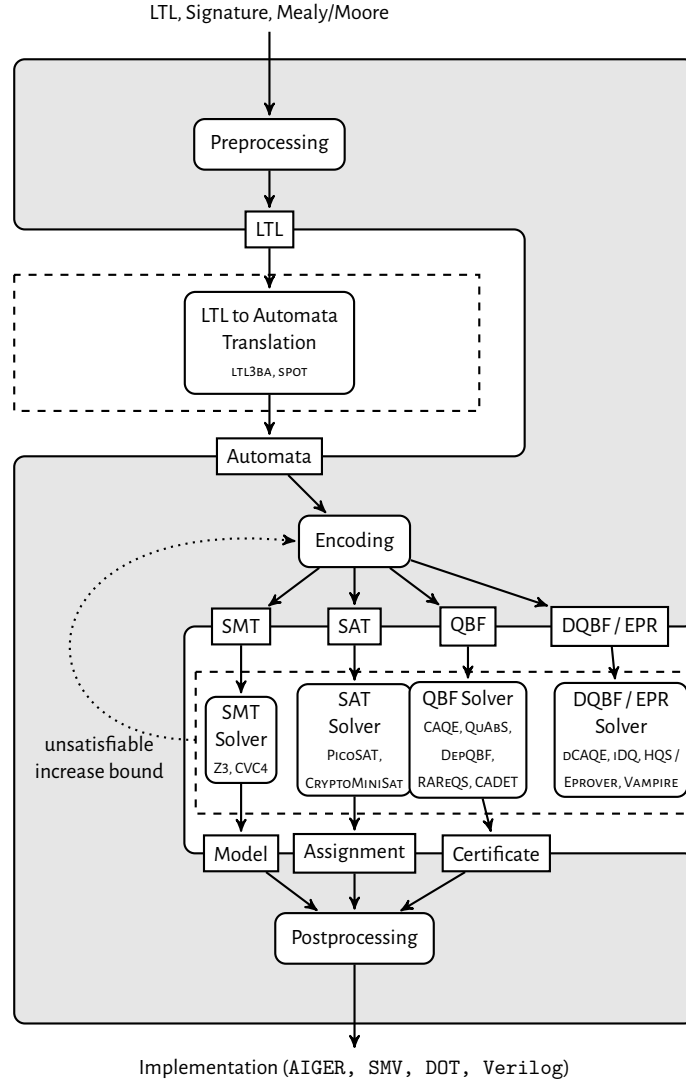 LTL, Signature, Mealy/Moore
Preprocessing
LTL
LTL to Automata
Translation
LTL3BA, SPOT
Automata
Encoding
SMT
SAT
QBF
DQBF / EPR
SMT
Solver
Z3, CVC4
SAT
Solver
PicoSAT,
CryptoMiniSat
QBF Solver
CAQE, QuAbS,
DepQBF,
RAReQS, CADET
DQBF / EPR
Solver
dCAQE, iDQ, HQS /
Eprover, Vampire
unsatisfiable
increase bound
Model
Assignment
Certificate
Postprocessing
Implementation (AIGER, SMV, DOT, Verilog)